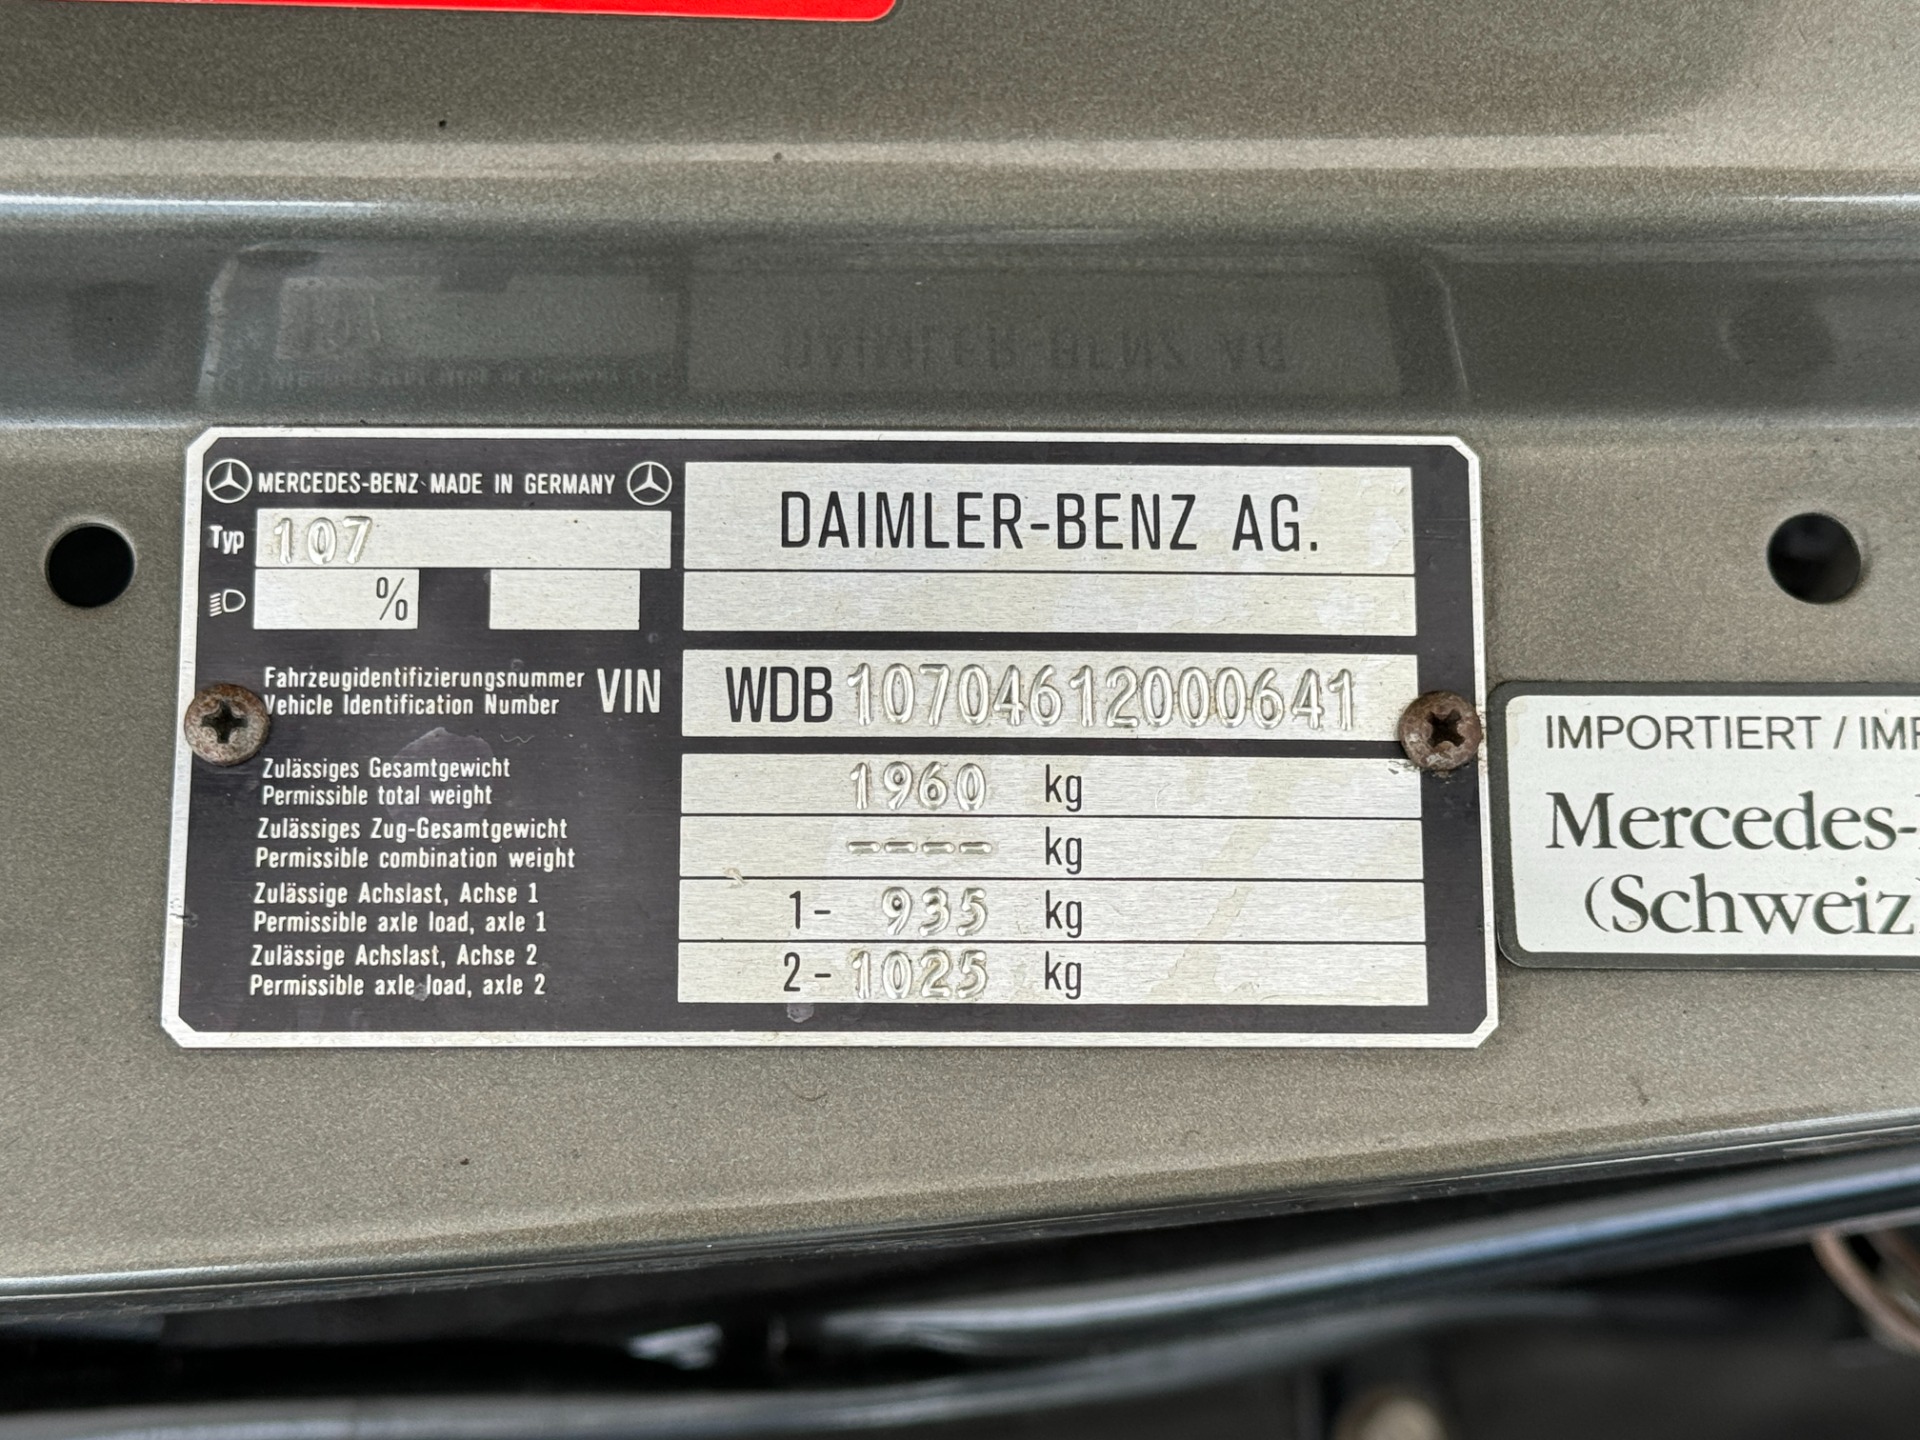 MERCEDES-BENZ MADE IN GERMANY
Typ 107
%
DAIMLER-BENZ AG.
Fahrzeugidentifizierungsnummer
Vehicle Identification Number
VIN WDB 10704612000641
Zulässiges Gesamtgewicht
Permissible total weight
1960 kg
Zulässiges Zug-Gesamtgewicht
Permissible combination weight
---- kg
Zulässige Achslast, Achse 1
Permissible axle load, axle 1
1- 935 kg
Zulässige Achslast, Achse 2
Permissible axle load, axle 2
2- 1025 kg
IMPORTIERT /
Mercedes-
(Schweiz